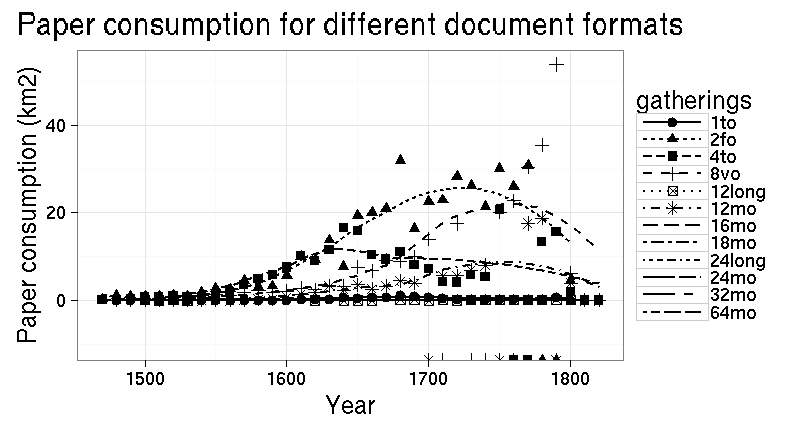 Paper consumption for different document formats
Paper consumption (km2)
40
20
0
1500 1600 1700 1800
Year
gatherings
1to
2fo
4to
8vo
12long
12mo
16mo
18mo
24long
24mo
32mo
64mo